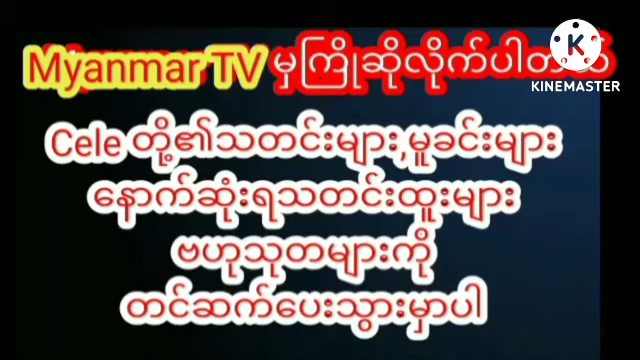 Myanmar TV မှကြိုဆိုလိုက်ပါတယ်
KINEMASTER
Cele တို့၏သတင်းများ,မူခင်းများ
နောက်ဆုံးရသတင်းထူးများ
ဗဟုသုတများကို
တင်ဆက်ပေးသွားမှာပါ